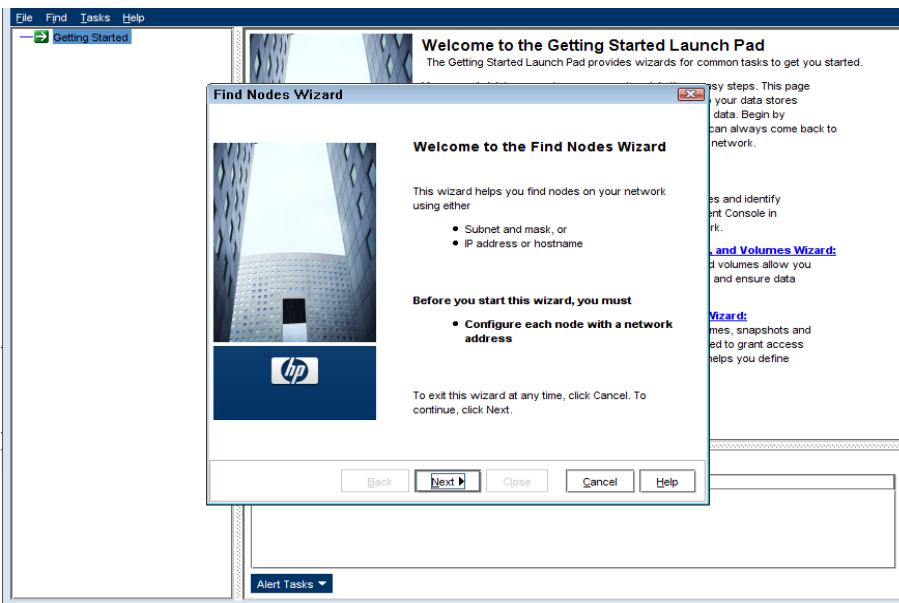 File Find Tasks Help
Getting Started
Welcome to the Getting Started Launch Pad
The Getting Started Launch Pad provides wizards for common tasks to get you started.
easy steps. This page
your data stores
data. Begin by
can always come back to
network.
Find Nodes Wizard
Welcome to the Find Nodes Wizard
This wizard helps you find nodes on your network
using either
• Subnet and mask, or
• IP address or hostname
Before you start this wizard, you must
• Configure each node with a network
address
To exit this wizard at any time, click Cancel. To
continue, click Next.
hp
Back Next Close Cancel Help
es and identify
ent Console in
rk.
, and Volumes Wizard:
d volumes allow you
and ensure data
Wizard:
mes, snapshots and
ed to grant access
helps you define
Alert Tasks